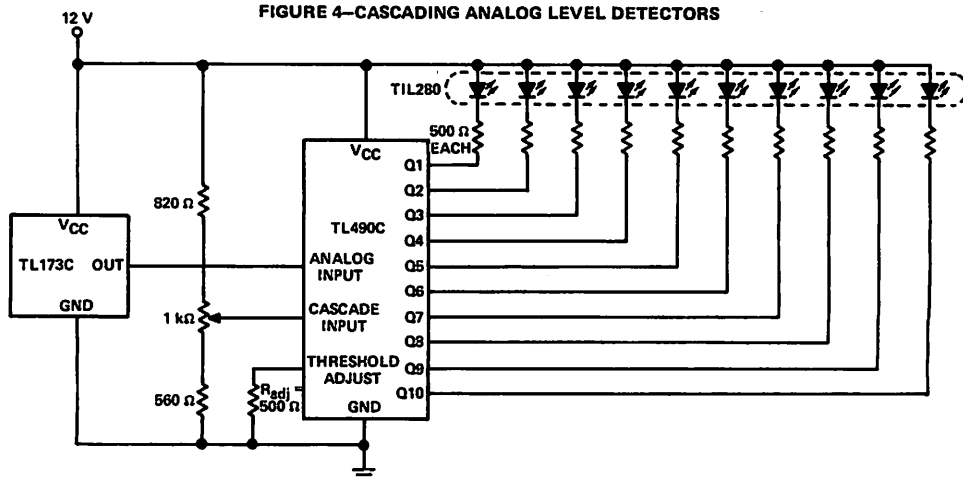 FIGURE 4–CASCADING ANALOG LEVEL DETECTORS
12 V
TIL280
500 Ω
EACH
VCC
Q1
Q2
820 Ω
Q3
TL490C
Q4
VCC
TL173C OUT
ANALOG
INPUT
Q5
Q6
GND
1 kΩ
CASCADE
INPUT
Q7
Q8
THRESHOLD
ADJUST
Q9
560 Ω
Radj =
500 Ω
Q10
GND